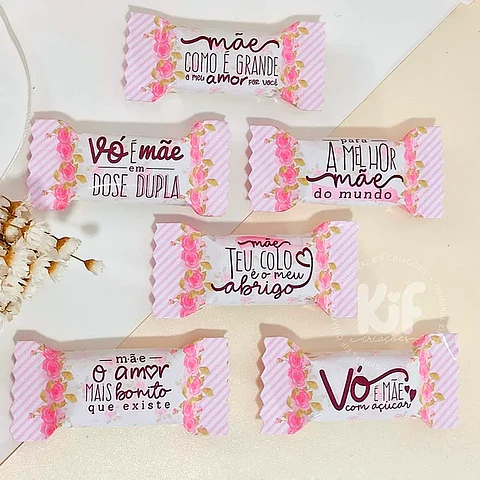 mãe
COMO É GRANDE
o meu amor por você
VÓ É mãe
em
DOSE DUPLA
para
A MELHOR
mãe
do mundo
mãe
TEU COLO
é o meu
abrigo
mãe
O AMOR
MAIS bonito
que existe
VÓ
É MÃE
com açúcar
KiF
criações